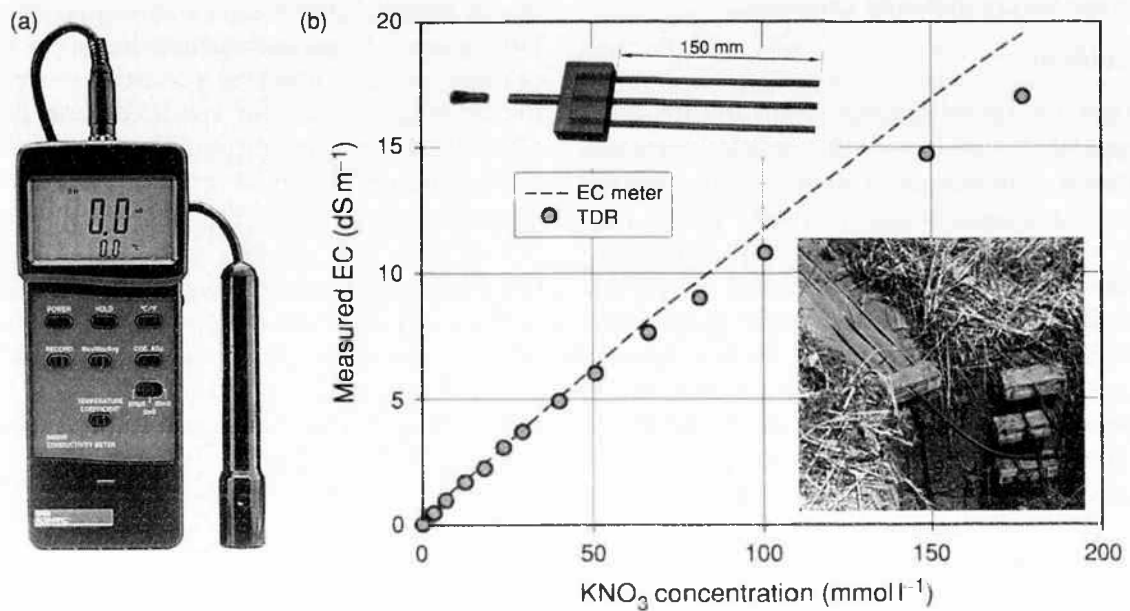 (a)
0.0
0.0
POWER
HOLD
°C/°F
RECORD
TEMPERATURE
COEFFICIENT
CONDUCTIVITY METER
(b)
20
15
10
5
0
Measured EC (dS m⁻¹)
150 mm
EC meter
TDR
0
50
100
150
200
KNO₃ concentration (mmol l⁻¹)